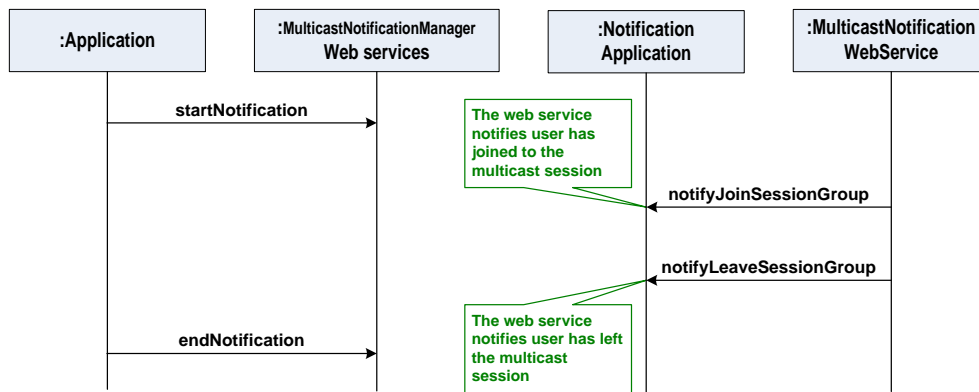 :Application
:MulticastNotificationManager
Web services
:Notification
Application
:MulticastNotification
WebService
startNotification
The web service
notifies user has
joined to the
multicast session
notifyJoinSessionGroup
notifyLeaveSessionGroup
The web service
notifies user has left
the multicast
session
endNotification